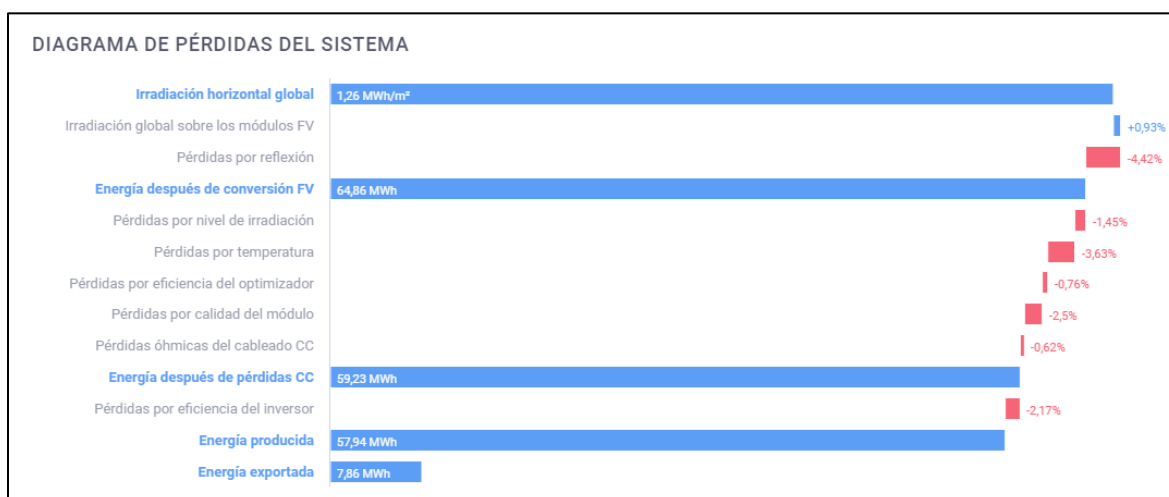 DIAGRAMA DE PÉRDIDAS DEL SISTEMA
Irradiación horizontal global 1,26 MWh/m²
Irradiación global sobre los módulos FV +0,93%
Pérdidas por reflexión -4,42%
Energía después de conversión FV 64,86 MWh
Pérdidas por nivel de irradiación -1,45%
Pérdidas por temperatura -3,63%
Pérdidas por eficiencia del optimizador -0,76%
Pérdidas por calidad del módulo -2,5%
Pérdidas óhmicas del cableado CC -0,62%
Energía después de pérdidas CC 59,23 MWh
Pérdidas por eficiencia del inversor -2,17%
Energía producida 57,94 MWh
Energía exportada 7,86 MWh